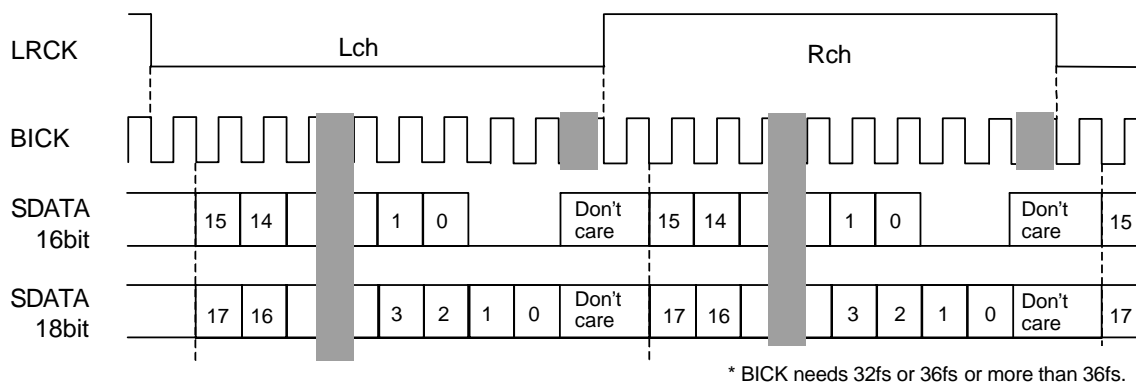 LRCK Lch Rch
BICK
SDATA
16bit
15 14 1 0 Don't
care
15 14 1 0 Don't
care
15
SDATA
18bit
17 16 3 2 1 0 Don't
care
17 16 3 2 1 0 Don't
care
17
* BICK needs 32fs or 36fs or more than 36fs.